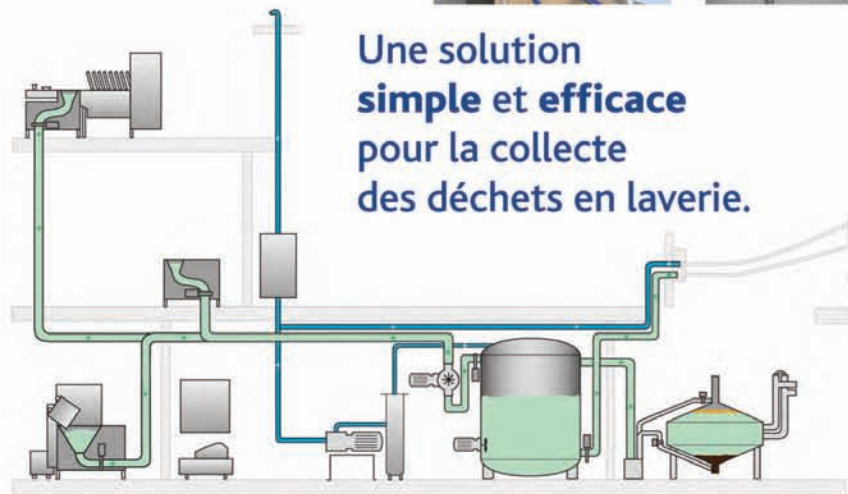 Une solution
simple et efficace
pour la collecte
des déchets en laverie.